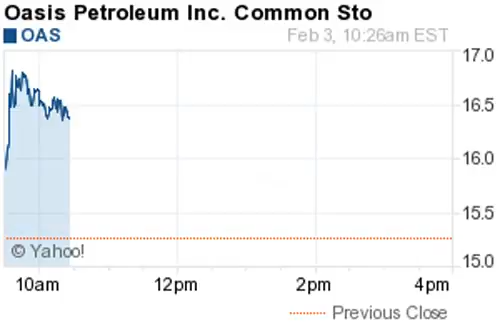 Oasis Petroleum Inc. Common Sto
OAS Feb 3, 10:26am EST
17.0
16.5
16.0
15.5
15.0
© Yahoo!
10am 12pm 2pm 4pm
Previous Close